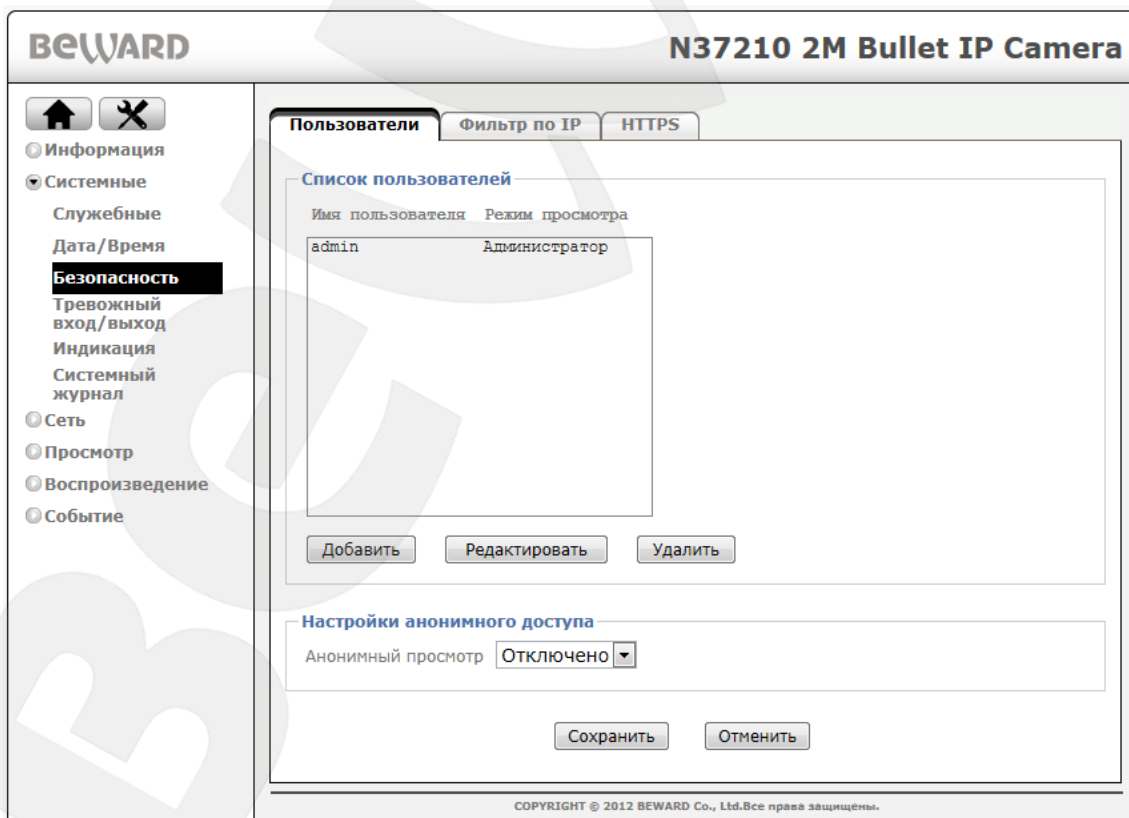 BEWARD
N37210 2M Bullet IP Camera
Информация
Системные
Служебные
Дата/Время
Безопасность
Тревожный
вход/выход
Индикация
Системный
журнал
Сеть
Просмотр
Воспроизведение
Событие
Пользователи
Фильтр по IP
HTTPS
Список пользователей
Имя пользователя Режим просмотра
admin Администратор
Добавить
Редактировать
Удалить
Настройки анонимного доступа
Анонимный просмотр Отключено
Сохранить
Отменить
COPYRIGHT © 2012 BEWARD Co., Ltd.Все права защищены.